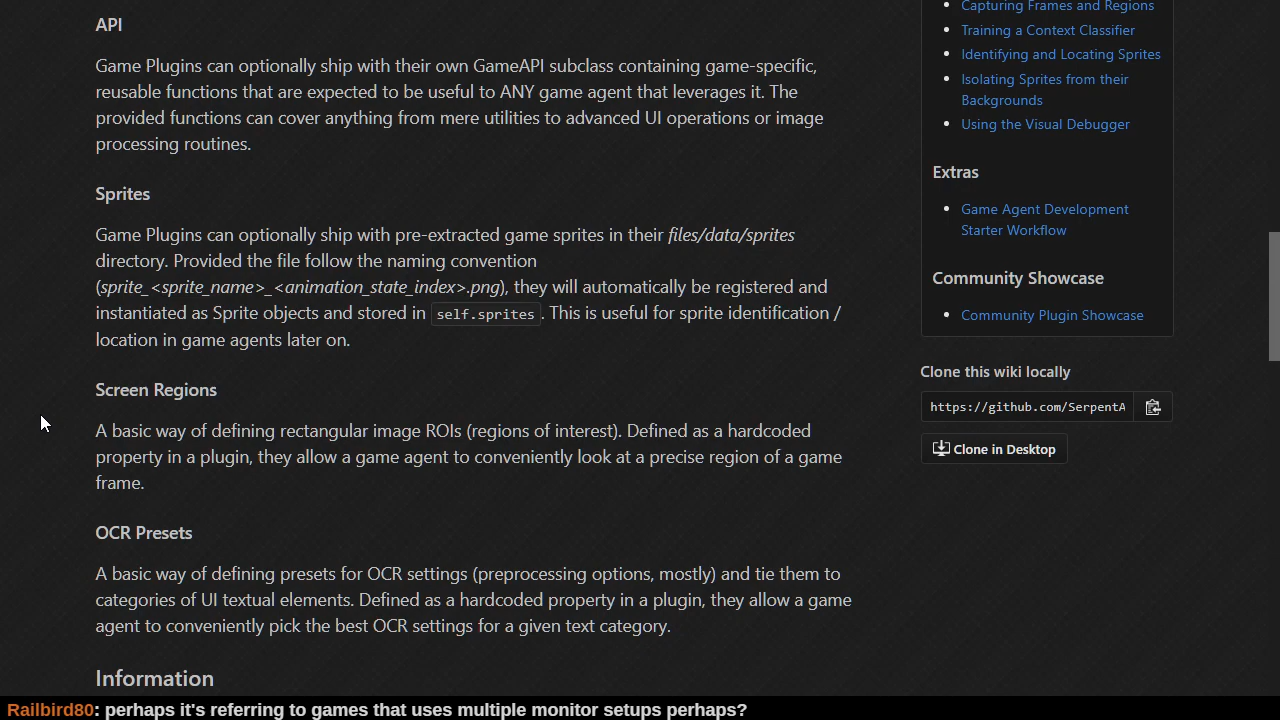 API
Game Plugins can optionally ship with their own GameAPI subclass containing game-specific,
reusable functions that are expected to be useful to ANY game agent that leverages it. The
provided functions can cover anything from mere utilities to advanced UI operations or image
processing routines.
Sprites
Game Plugins can optionally ship with pre-extracted game sprites in their files/data/sprites
directory. Provided the file follow the naming convention
(sprite_<sprite_name>_<animation_state_index>.png), they will automatically be registered and
instantiated as Sprite objects and stored in self.sprites. This is useful for sprite identification /
location in game agents later on.
Screen Regions
A basic way of defining rectangular image ROIs (regions of interest). Defined as a hardcoded
property in a plugin, they allow a game agent to conveniently look at a precise region of a game
frame.
OCR Presets
A basic way of defining presets for OCR settings (preprocessing options, mostly) and tie them to
categories of UI textual elements. Defined as a hardcoded property in a plugin, they allow a game
agent to conveniently pick the best OCR settings for a given text category.
Information
Capturing Frames and Regions
Training a Context Classifier
Identifying and Locating Sprites
Isolating Sprites from their
Backgrounds
Using the Visual Debugger
Extras
Game Agent Development
Starter Workflow
Community Showcase
Community Plugin Showcase
Clone this wiki locally
https://github.com/SerpentA
Clone in Desktop
Railbird80: perhaps it's referring to games that uses multiple monitor setups perhaps?